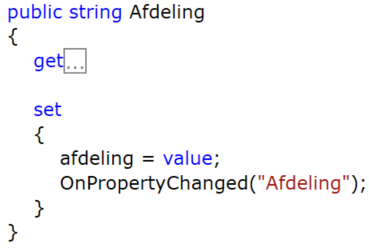 public string Afdeling
{
get...
set
{
afdeling = value;
OnPropertyChanged("Afdeling");
}
}